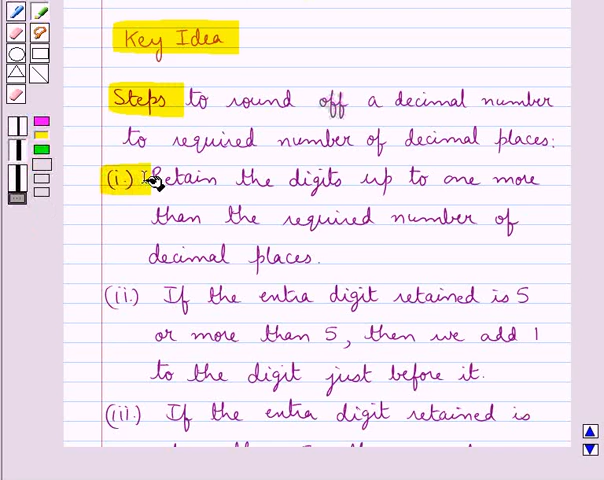 Key Idea
Steps to round off a decimal number
to required number of decimal places:
(i.) Retain the digits up to one more
than the required number of
decimal places.
(ii.) If the extra digit retained is 5
or more than 5, then we add 1
to the digit just before it.
(iii.) If the extra digit retained is